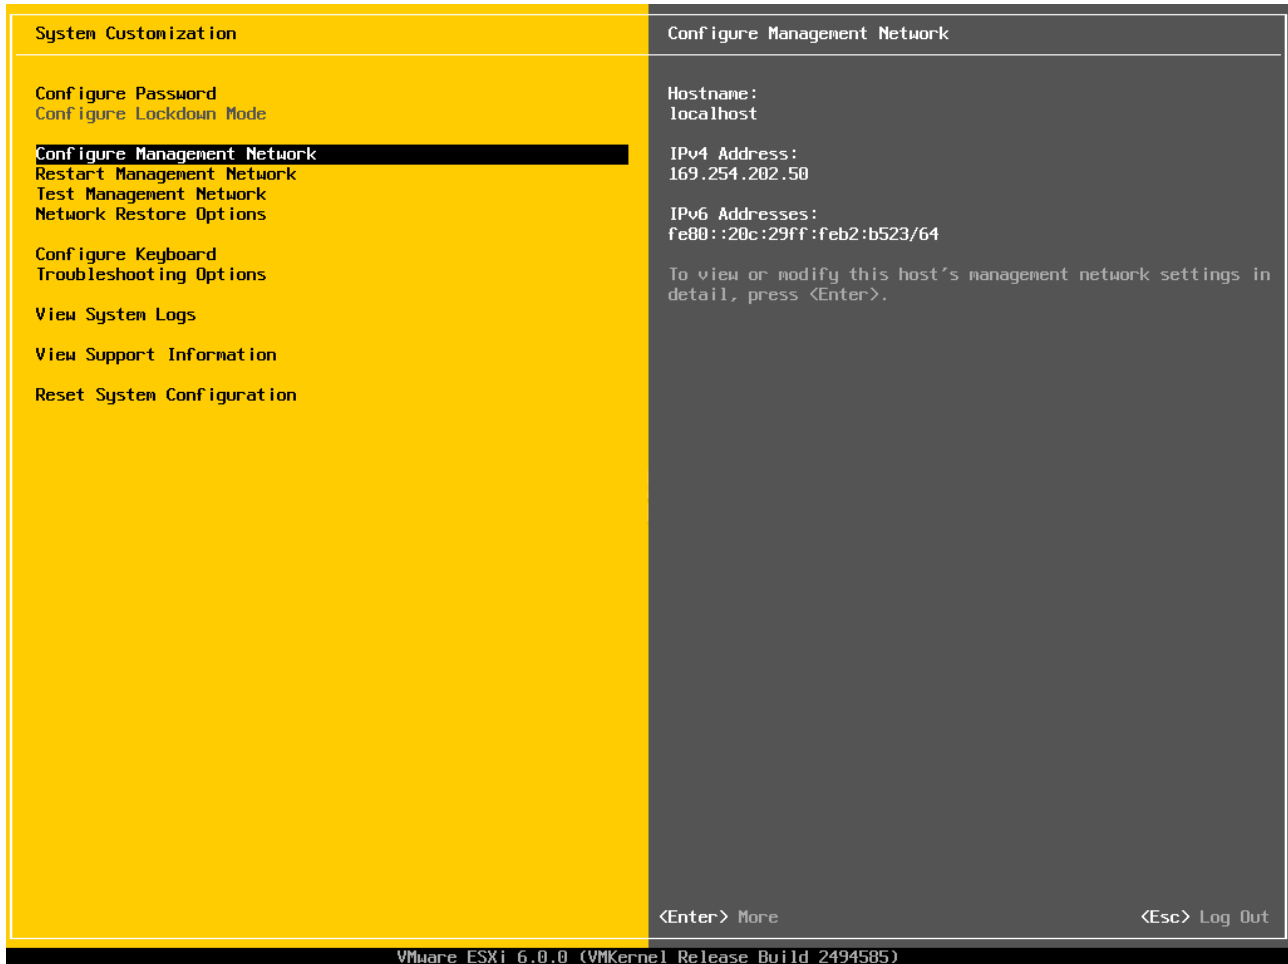 System Customization
Configure Password
Configure Lockdown Mode
Configure Management Network
Restart Management Network
Test Management Network
Network Restore Options
Configure Keyboard
Troubleshooting Options
View System Logs
View Support Information
Reset System Configuration
Configure Management Network
Hostname:
localhost
IPv4 Address:
169.254.202.50
IPv6 Addresses:
fe80::20c:29ff:feb2:b523/64
To view or modify this host's management network settings in
detail, press <Enter>.
<Enter> More
<Esc> Log Out
VMware ESXi 6.0.0 (VMKernel Release Build 2494585)